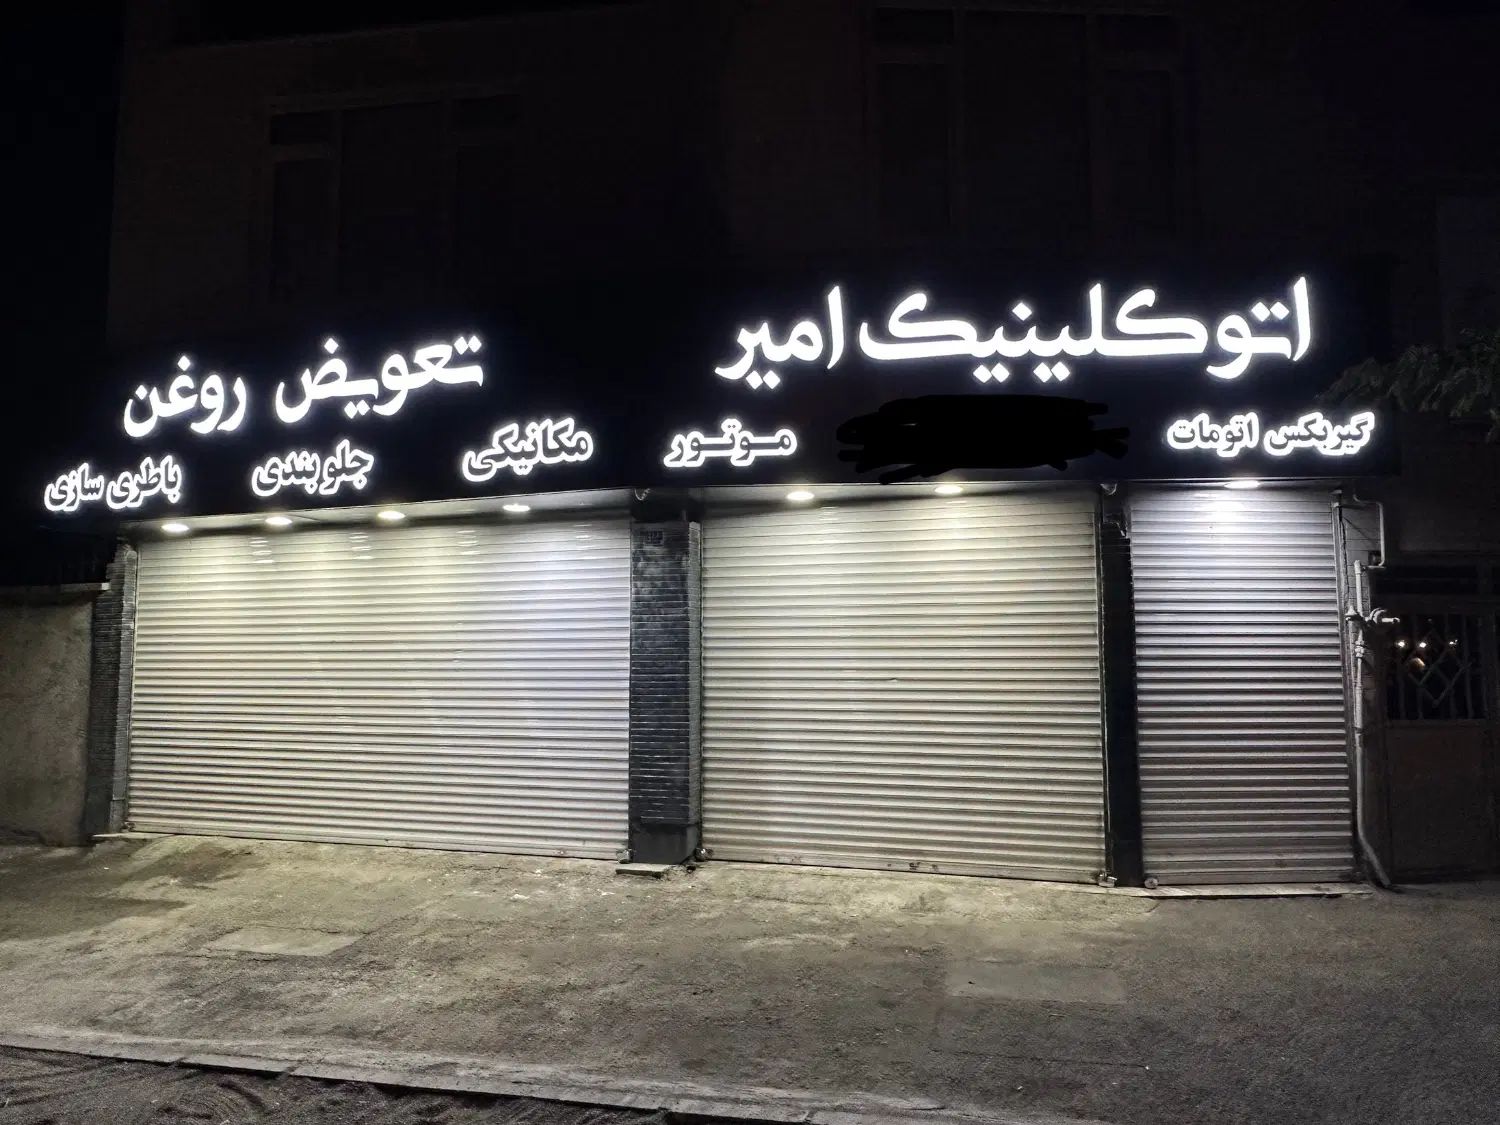 اتوکلینیک امیر
گیربکس اتومات
موتور
تعویض روغن
مکانیکی
جلوبندی
باطری سازی